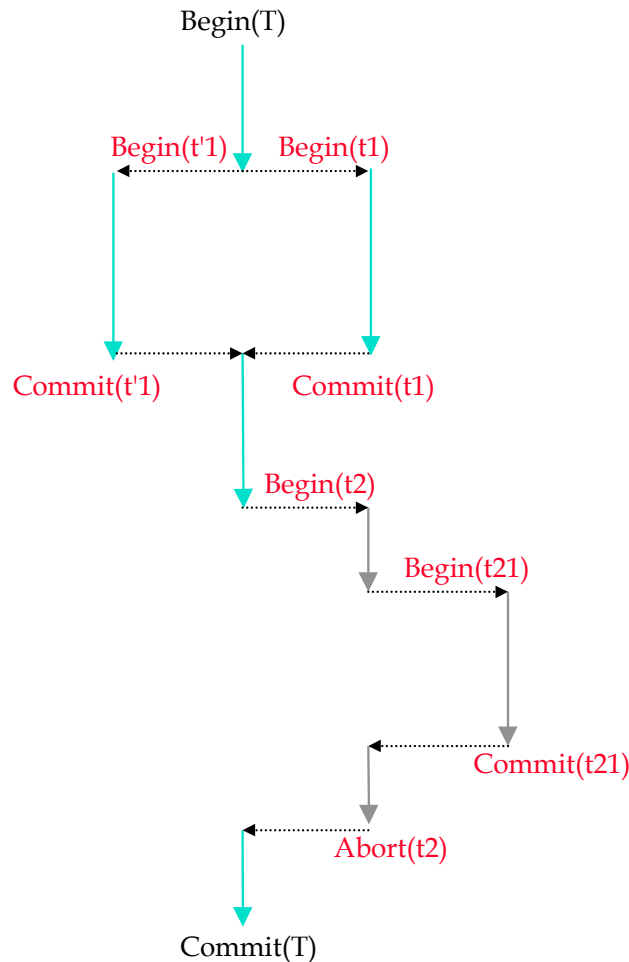 Begin(T)
Begin(t'1)
Begin(t1)
Commit(t'1)
Commit(t1)
Begin(t2)
Begin(t21)
Commit(t21)
Abort(t2)
Commit(T)